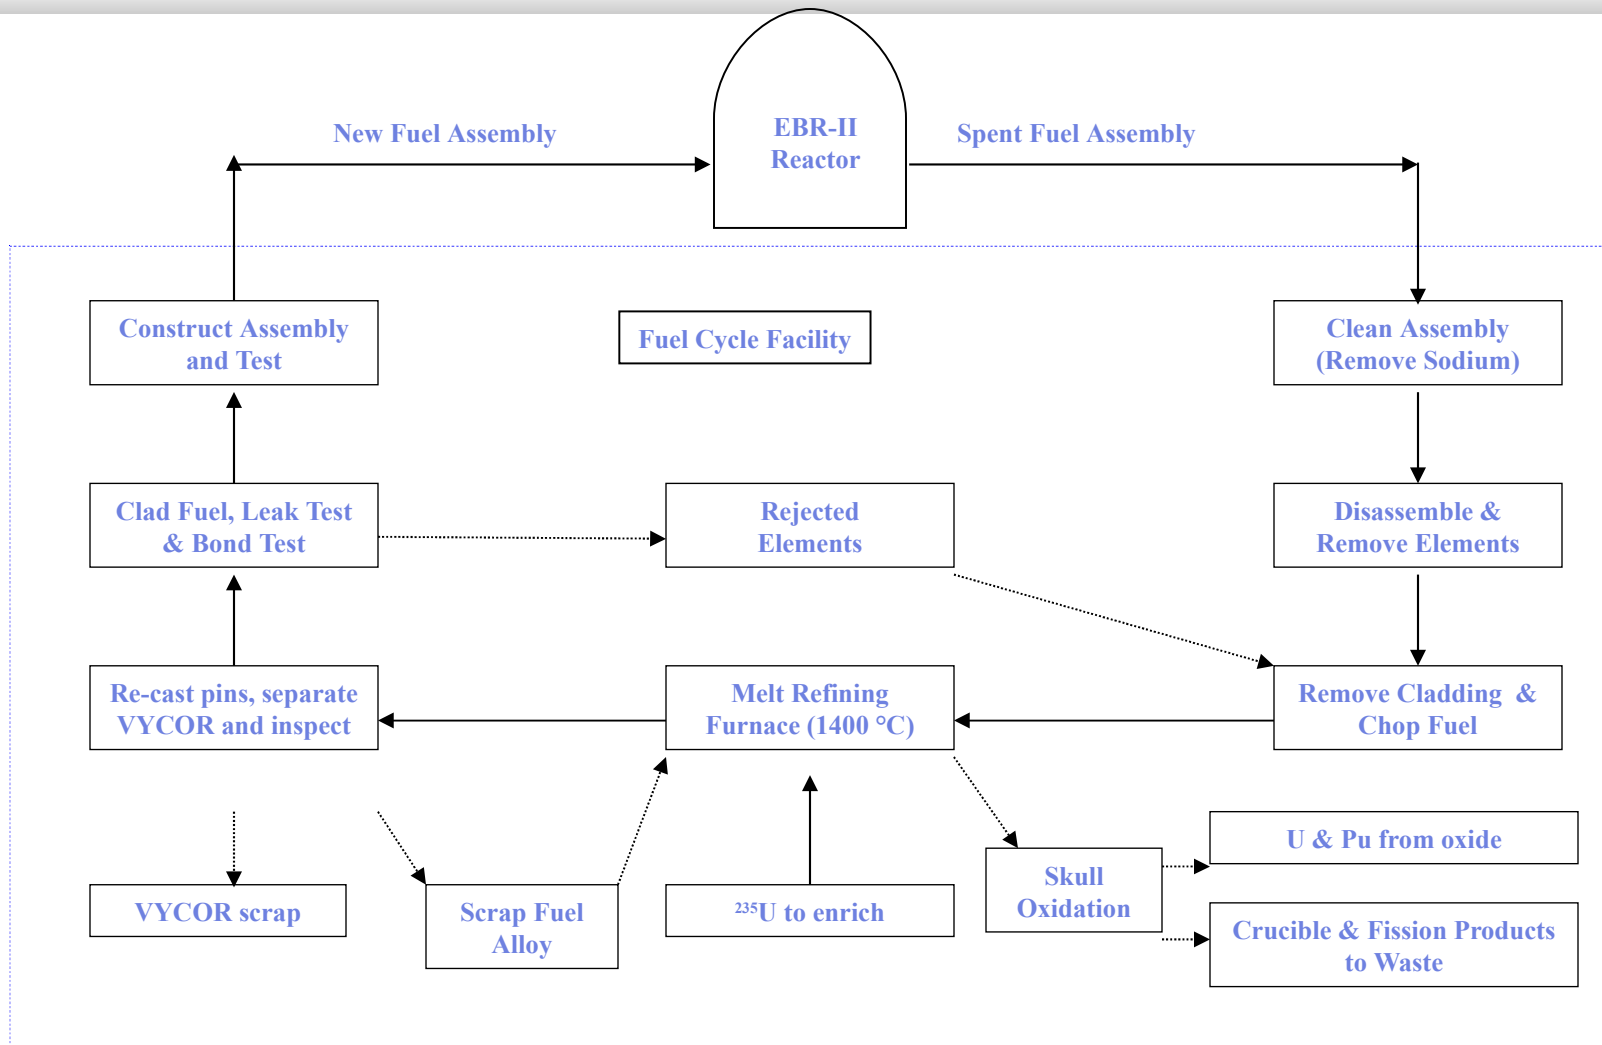 New Fuel Assembly
EBR-II
Reactor
Spent Fuel Assembly
Construct Assembly
and Test
Fuel Cycle Facility
Clean Assembly
(Remove Sodium)
Clad Fuel, Leak Test
& Bond Test
Rejected
Elements
Disassemble &
Remove Elements
Re-cast pins, separate
VYCOR and inspect
Melt Refining
Furnace (1400 °C)
Remove Cladding &
Chop Fuel
VYCOR scrap
Scrap Fuel
Alloy
²³⁵U to enrich
Skull
Oxidation
U & Pu from oxide
Crucible & Fission Products
to Waste